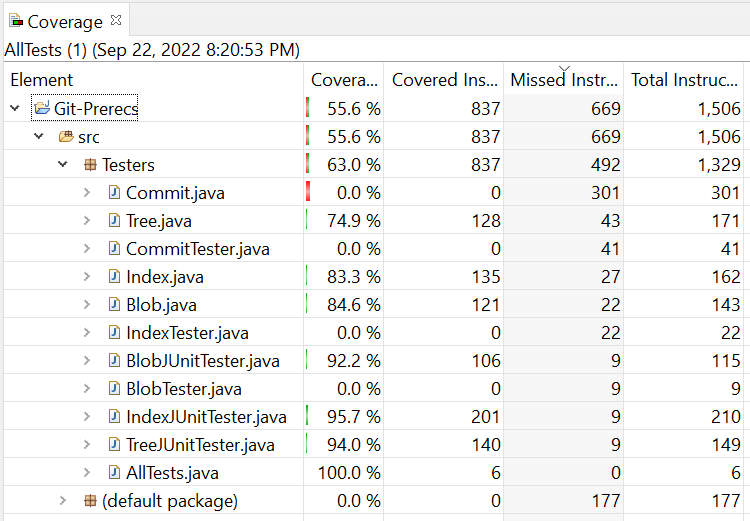 Coverage
AllTests (1) (Sep 22, 2022 8:20:53 PM)
Element Covera... Covered Ins... Missed Instr... Total Instruc...
Git-Prerecs 55.6 % 837 669 1,506
src 55.6 % 837 669 1,506
Testers 63.0 % 837 492 1,329
Commit.java 0.0 % 0 301 301
Tree.java 74.9 % 128 43 171
CommitTester.java 0.0 % 0 41 41
Index.java 83.3 % 135 27 162
Blob.java 84.6 % 121 22 143
IndexTester.java 0.0 % 0 22 22
BlobJUnitTester.java 92.2 % 106 9 115
BlobTester.java 0.0 % 0 9 9
IndexJUnitTester.java 95.7 % 201 9 210
TreeJUnitTester.java 94.0 % 140 9 149
AllTests.java 100.0 % 6 0 6
(default package) 0.0 % 0 177 177